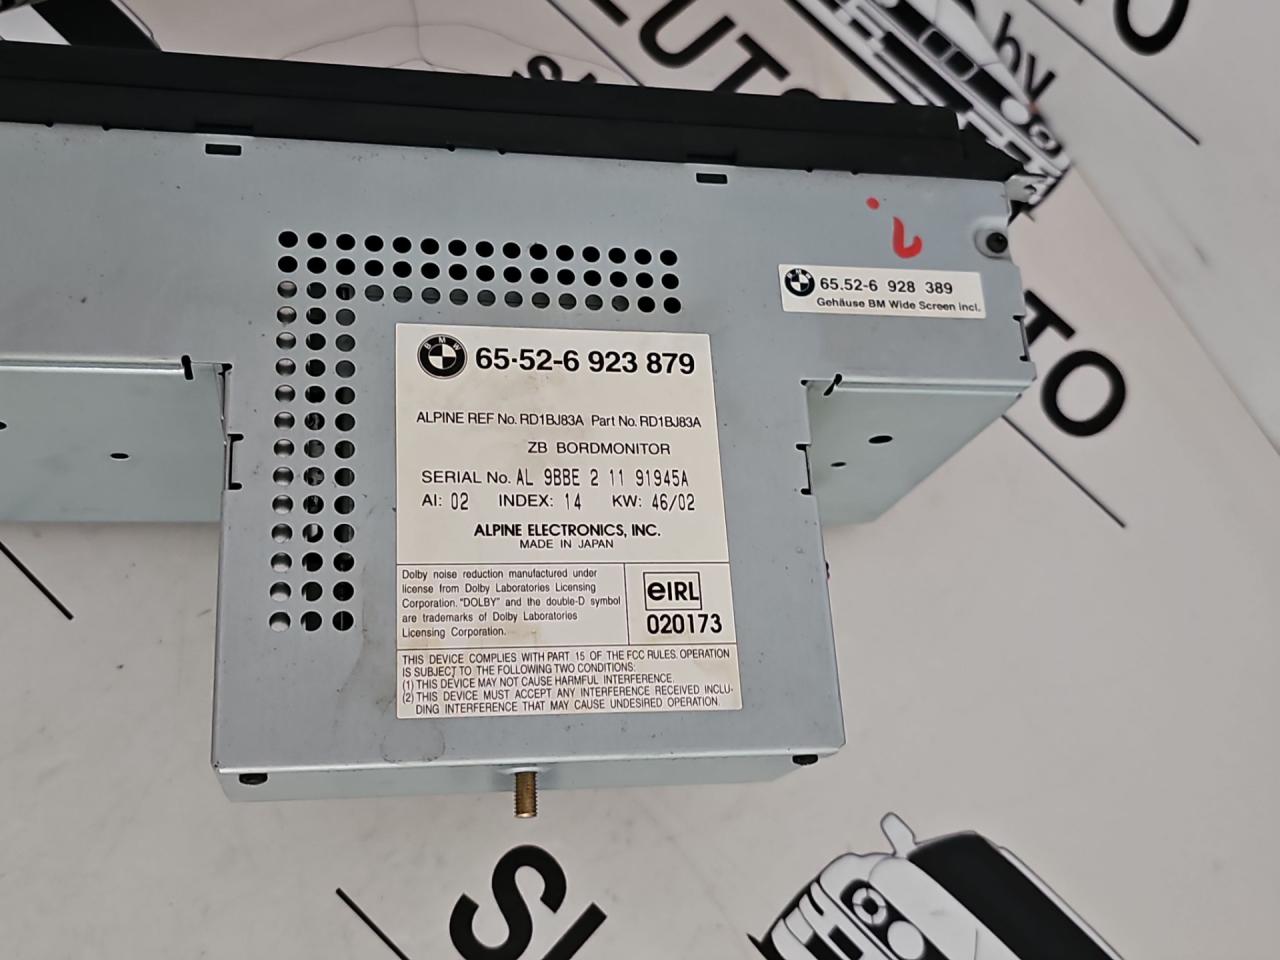 LUTO
by
65.52-6 928 389
Gehäuse BM Wide Screen incl.
TO
BMW
65·52-6 923 879
ALPINE REF No. RD1BJ83A Part No. RD1BJ83A
ZB BORDMONITOR
SERIAL No. AL 9BBE 2 11 91945A
AI: 02 INDEX: 14 KW: 46/02
ALPINE ELECTRONICS, INC.
MADE IN JAPAN
Dolby noise reduction manufactured under
license from Dolby Laboratories Licensing
Corporation. "DOLBY" and the double-D symbol
are trademarks of Dolby Laboratories
Licensing Corporation.
eIRL
020173
THIS DEVICE COMPLIES WITH PART 15 OF THE FCC RULES. OPERATION
IS SUBJECT TO THE FOLLOWING TWO CONDITIONS:
(1) THIS DEVICE MAY NOT CAUSE HARMFUL INTERFERENCE.
(2) THIS DEVICE MUST ACCEPT ANY INTERFERENCE RECEIVED INCLU-
DING INTERFERENCE THAT MAY CAUSE UNDESIRED OPERATION.